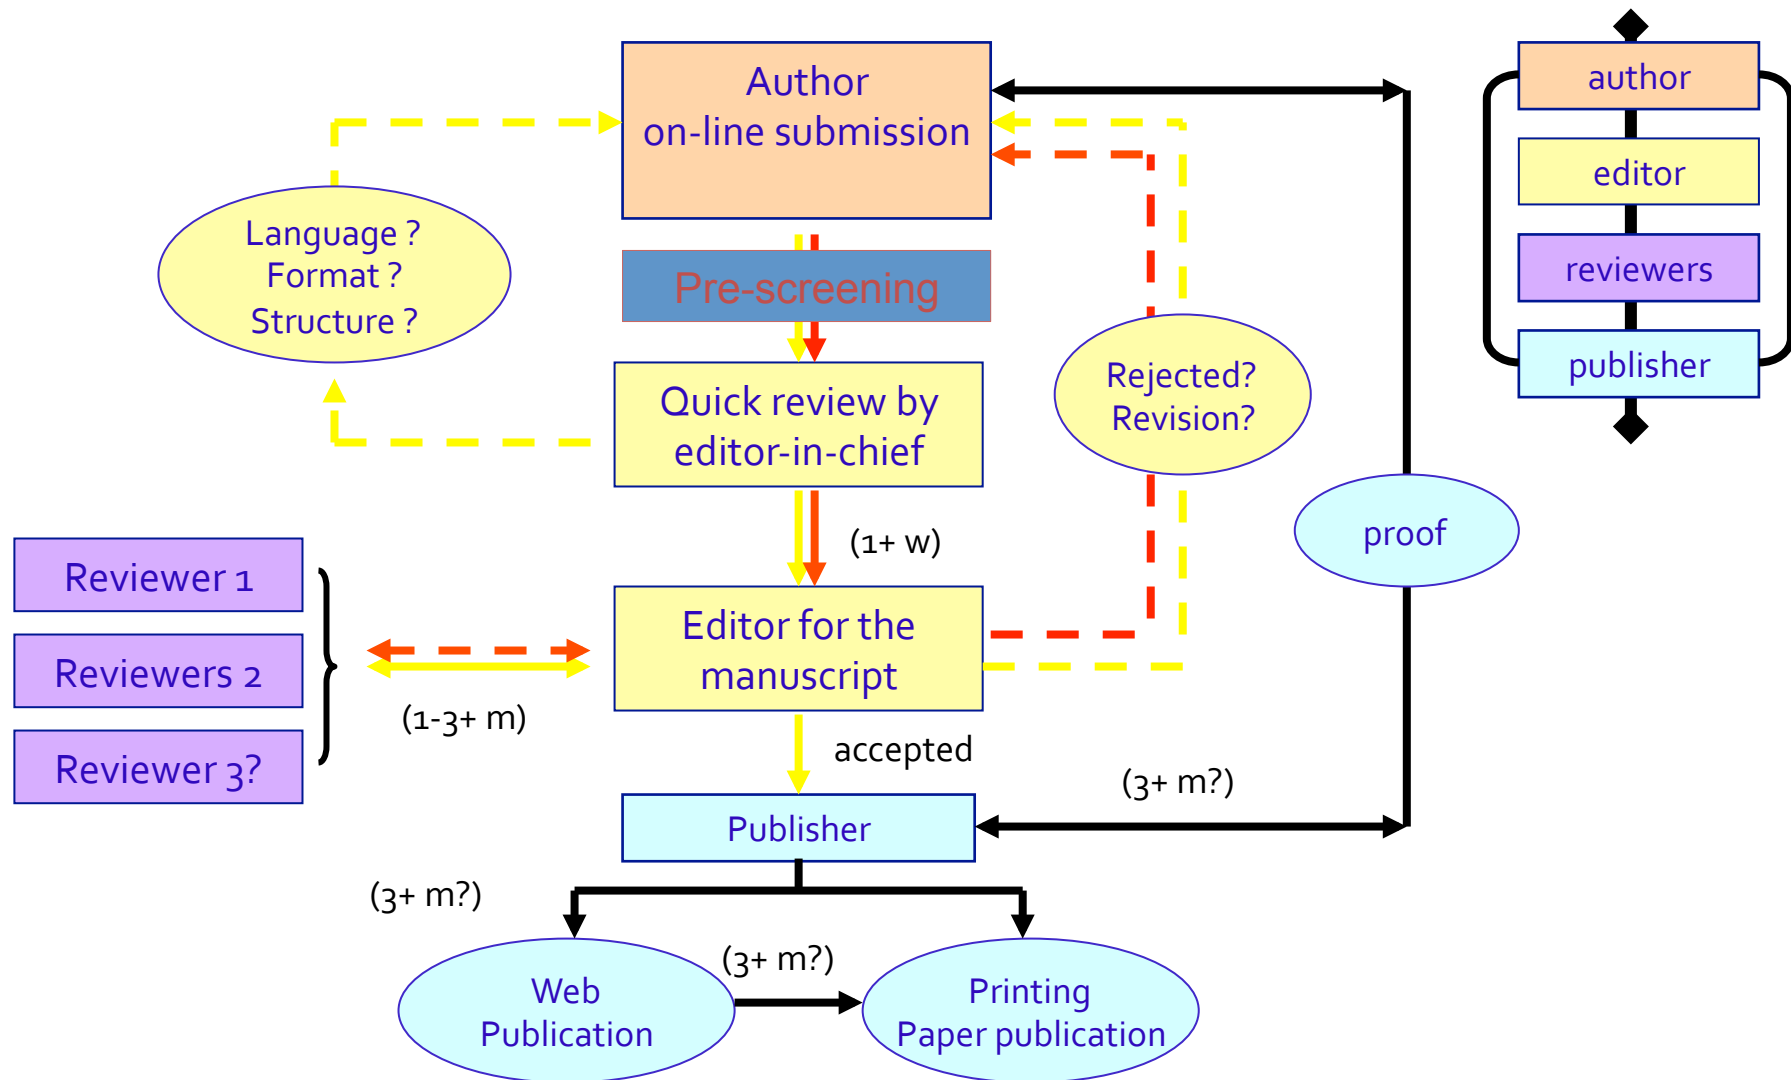 Author
on-line submission
Pre-screening
Language ?
Format ?
Structure ?
Quick review by
editor-in-chief
(1+ w)
Rejected?
Revision?
proof
Reviewer 1
Reviewers 2
Reviewer 3?
(1-3+ m)
Editor for the
manuscript
accepted
(3+ m?)
Publisher
(3+ m?)
(3+ m?)
Web
Publication
Printing
Paper publication
author
editor
reviewers
publisher